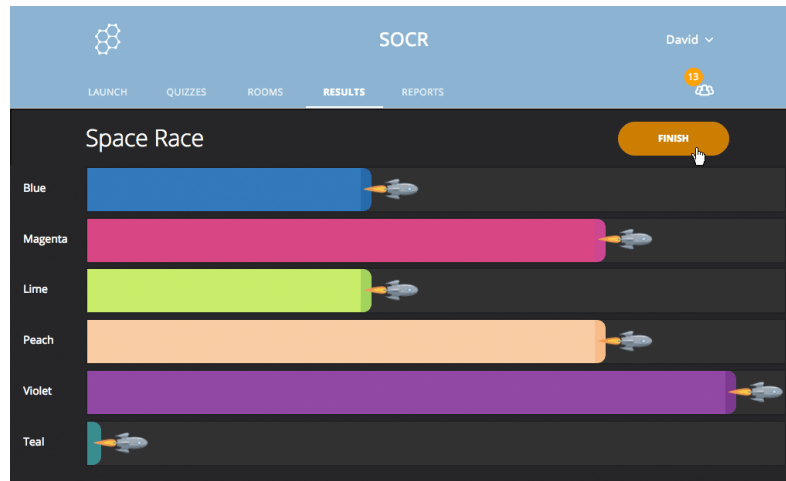 SOCR
David
13
LAUNCH QUIZZES ROOMS RESULTS REPORTS
Space Race
FINISH
Blue
Magenta
Lime
Peach
Violet
Teal